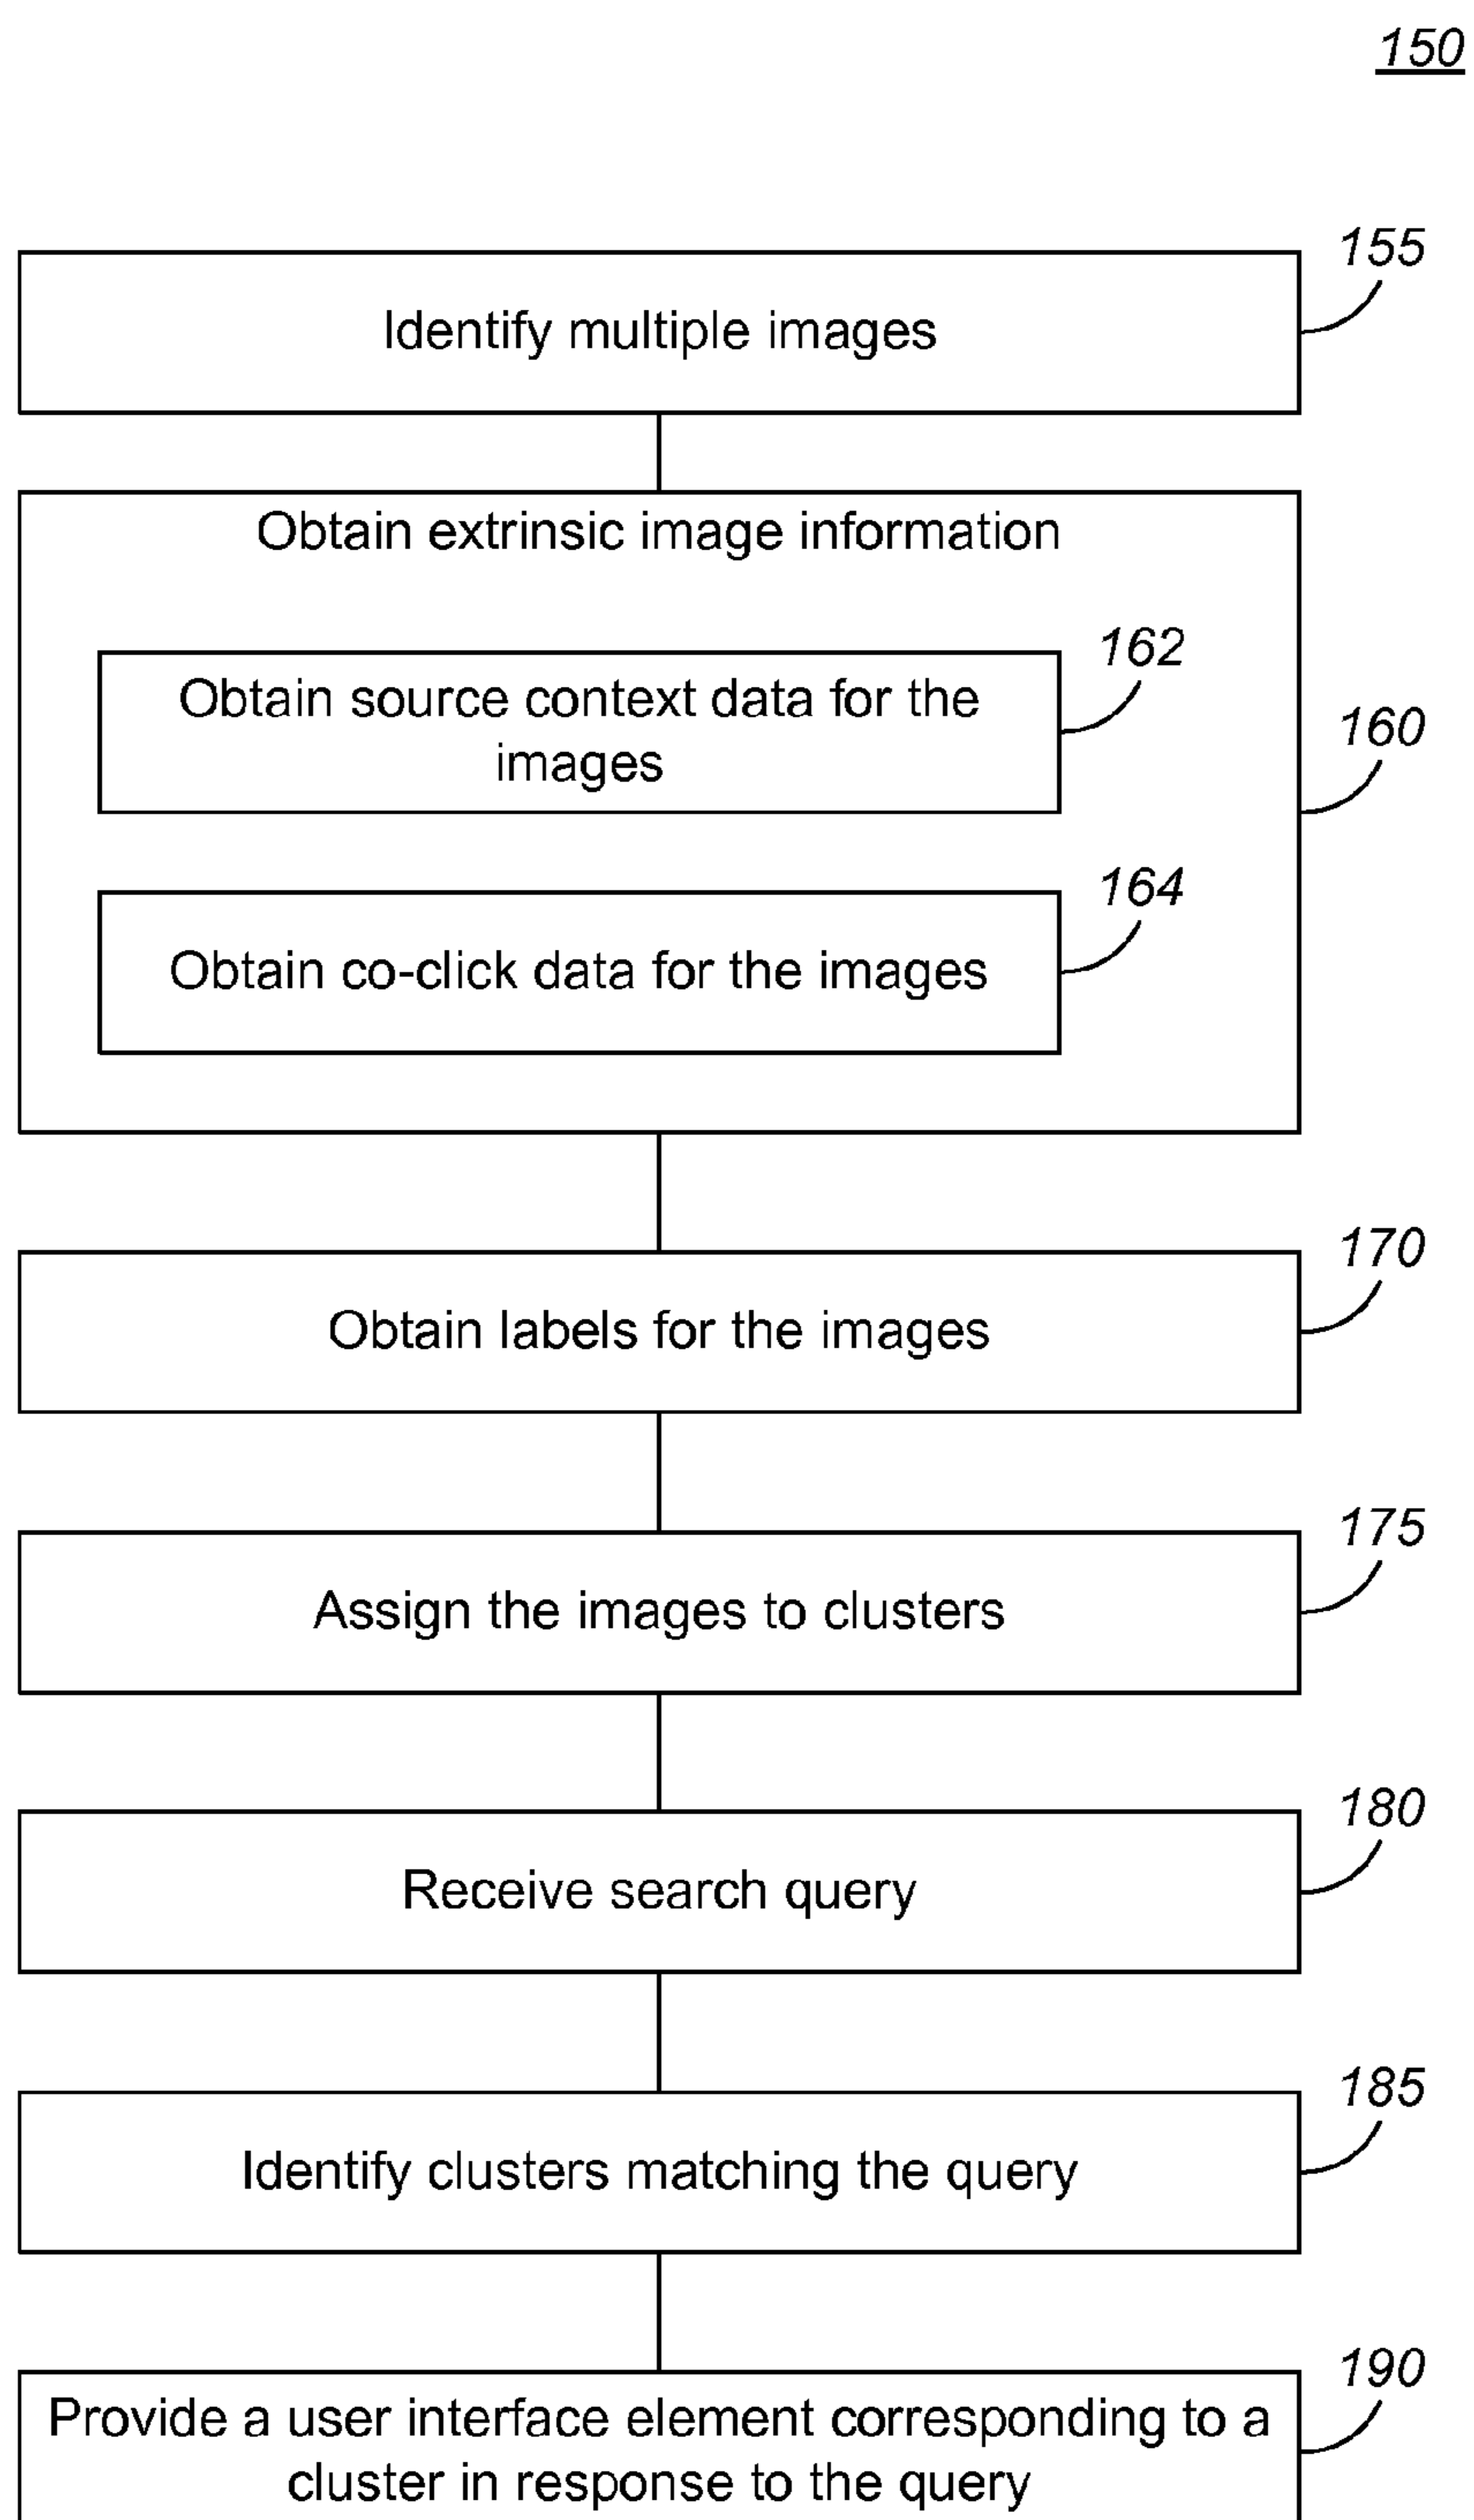 150
155
Identify multiple images
Obtain extrinsic image information
162
Obtain source context data for the
images
160
164
Obtain co-click data for the images
170
Obtain labels for the images
175
Assign the images to clusters
180
Receive search query
185
Identify clusters matching the query
190
Provide a user interface element corresponding to a
cluster in response to the query